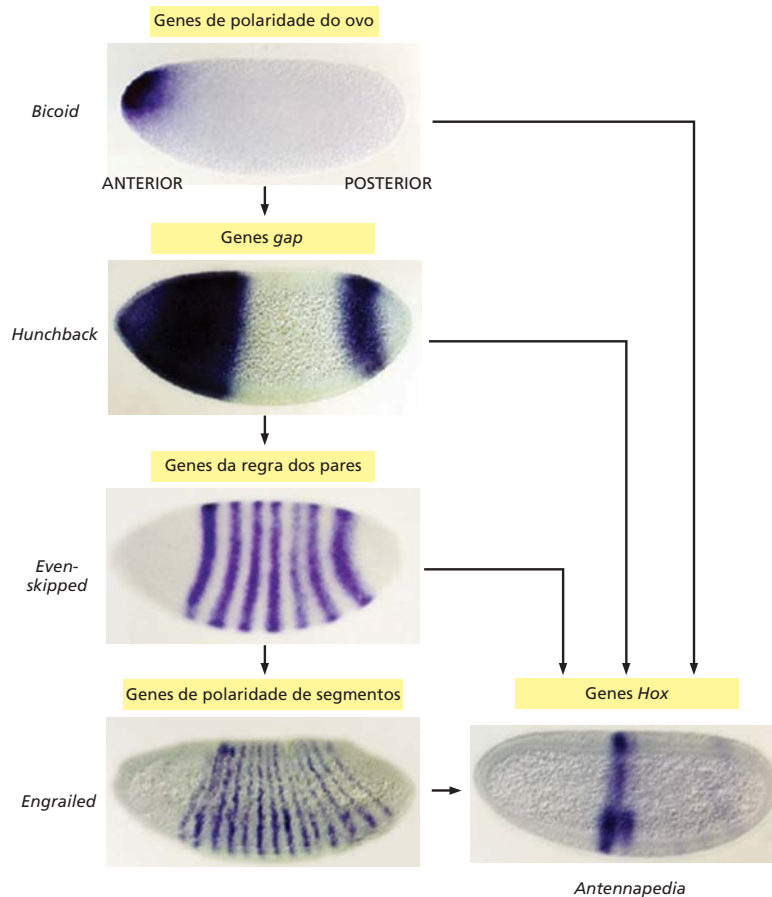 Genes de polaridade do ovo
Bicoid
ANTERIOR
POSTERIOR
Genes gap
Hunchback
Genes da regra dos pares
Even-
skipped
Genes de polaridade de segmentos
Genes Hox
Engrailed
Antennapedia